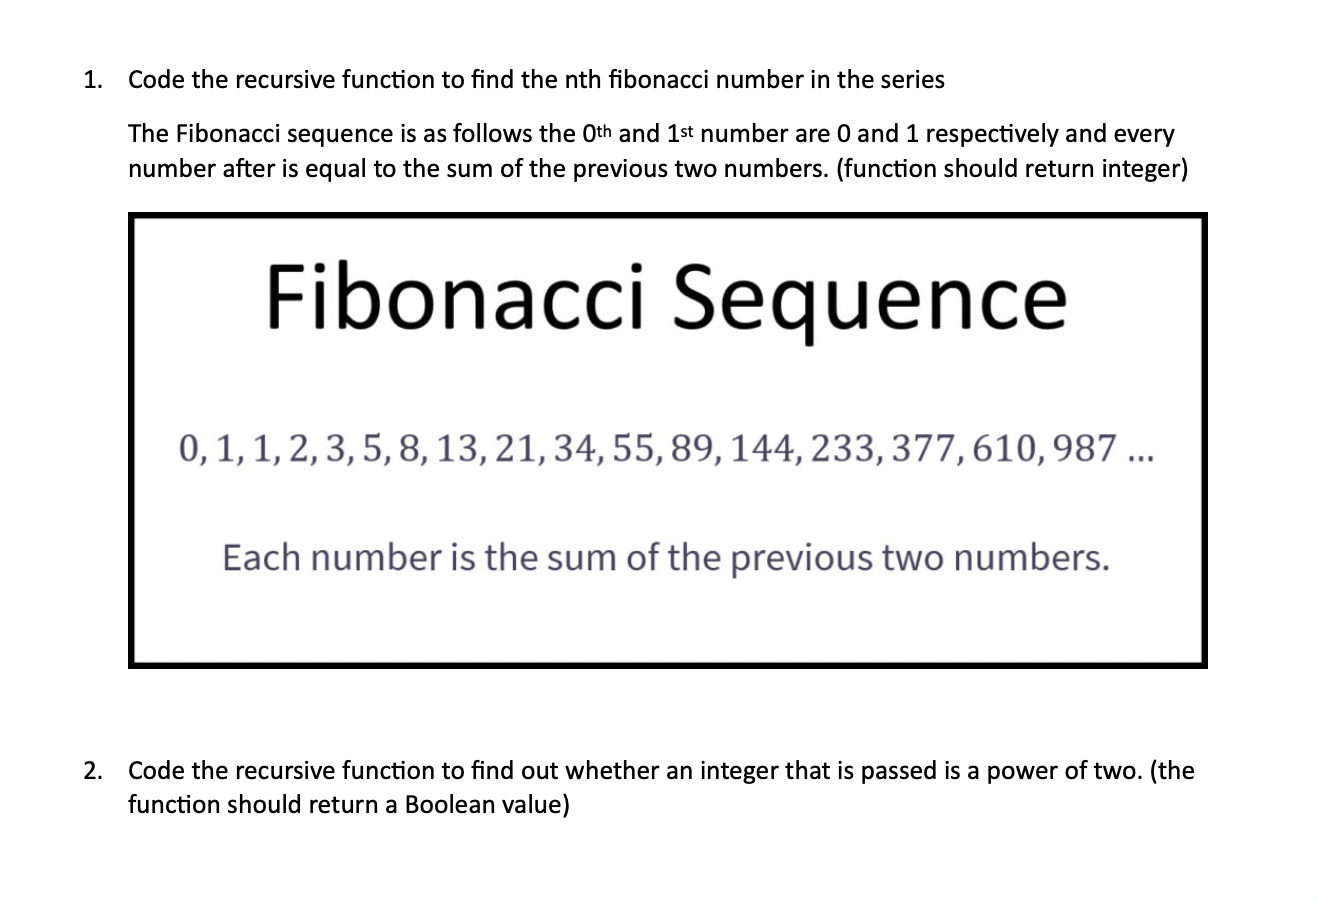 1. Code the recursive function to find the nth fibonacci number in the series
The Fibonacci sequence is as follows the 0th and 1st number are 0 and 1 respectively and every
number after is equal to the sum of the previous two numbers. (function should return integer)
Fibonacci Sequence
0, 1, 1, 2, 3, 5, 8, 13, 21, 34, 55, 89, 144, 233, 377, 610, 987 ...
Each number is the sum of the previous two numbers.
2. Code the recursive function to find out whether an integer that is passed is a power of two. (the
function should return a Boolean value)